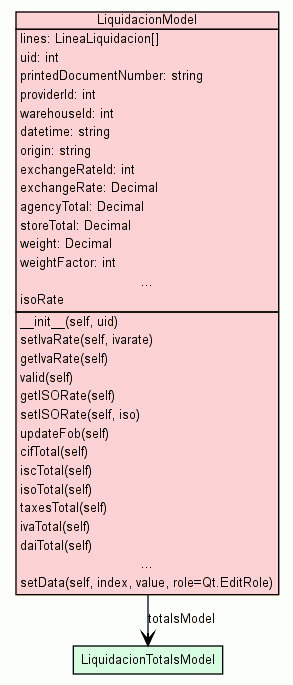 LiquidacionModel
lines: LineaLiquidacion[]
uid: int
printedDocumentNumber: string
providerId: int
warehouseId: int
datetime: string
origin: string
exchangeRateId: int
exchangeRate: Decimal
agencyTotal: Decimal
storeTotal: Decimal
weight: Decimal
weightFactor: int
...
isoRate
__init__(self, uid)
setIvaRate(self, ivarate)
getIvaRate(self)
valid(self)
getISORate(self)
setISORate(self, iso)
updateFob(self)
cifTotal(self)
iscTotal(self)
isoTotal(self)
taxesTotal(self)
ivaTotal(self)
daiTotal(self)
...
setData(self, index, value, role=Qt.EditRole)
totalsModel
LiquidacionTotalsModel